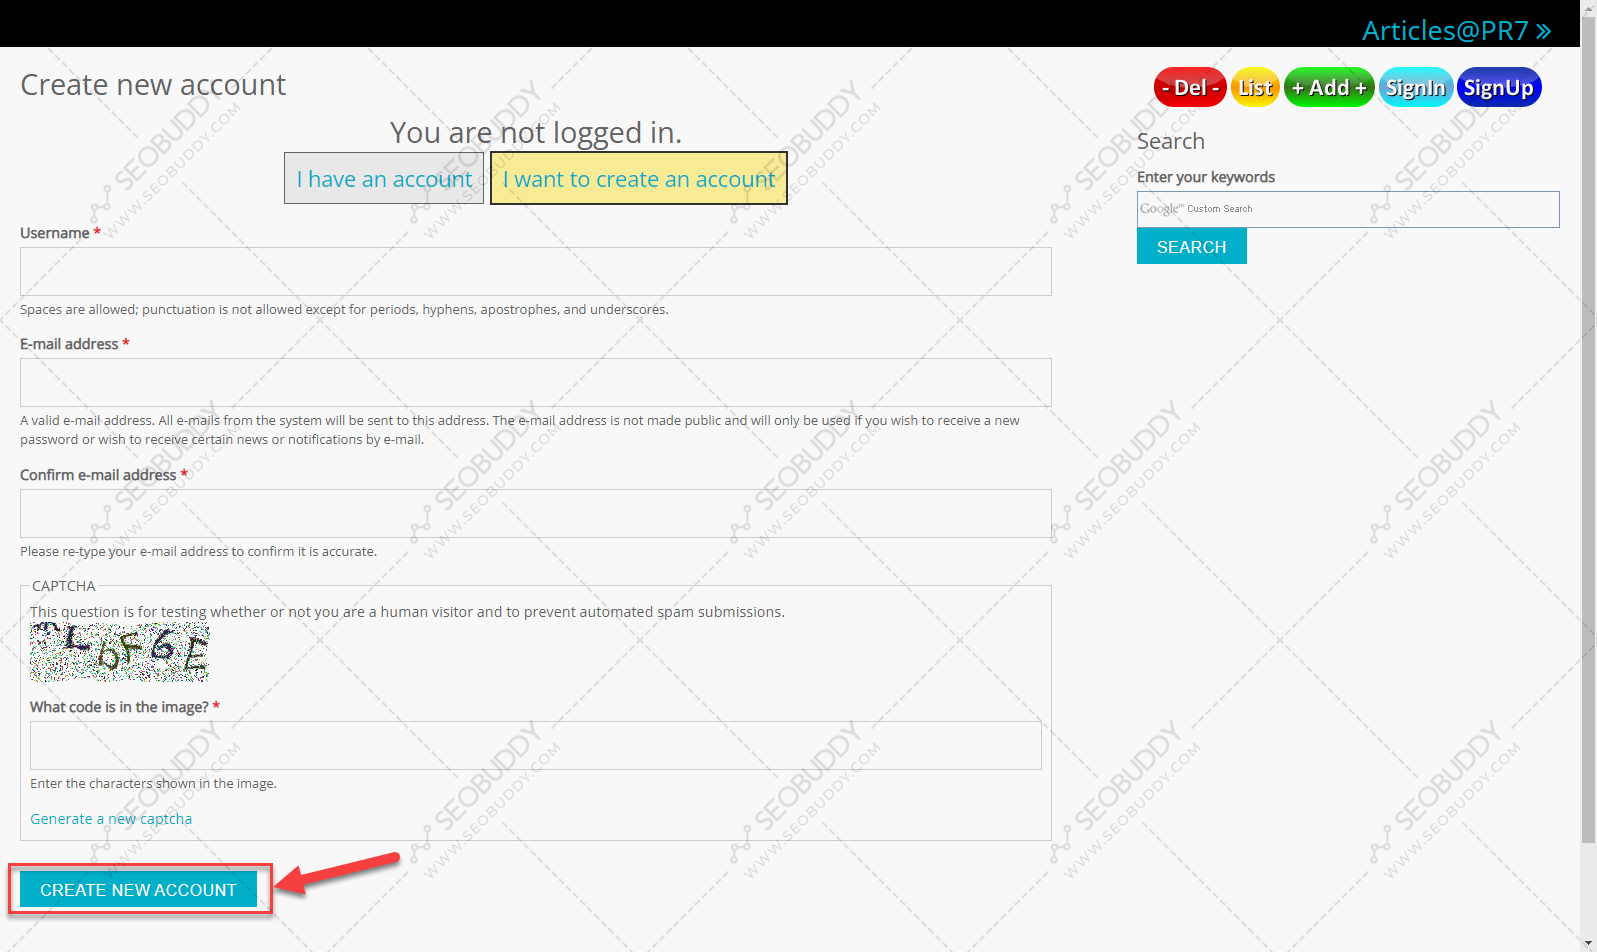 Articles@PR7 »
Create new account
- Del -
List
+ Add +
SignIn
SignUp
You are not logged in.
I have an account
I want to create an account
Search
Enter your keywords
Google™ Custom Search
SEARCH
Username *
Spaces are allowed; punctuation is not allowed except for periods, hyphens, apostrophes, and underscores.
E-mail address *
A valid e-mail address. All e-mails from the system will be sent to this address. The e-mail address is not made public and will only be used if you wish to receive a new
password or wish to receive certain news or notifications by e-mail.
Confirm e-mail address *
Please re-type your e-mail address to confirm it is accurate.
CAPTCHA
This question is for testing whether or not you are a human visitor and to prevent automated spam submissions.
What code is in the image? *
Enter the characters shown in the image.
Generate a new captcha
CREATE NEW ACCOUNT
SEOBUDDY
WWW.SEOBUDDY.COM